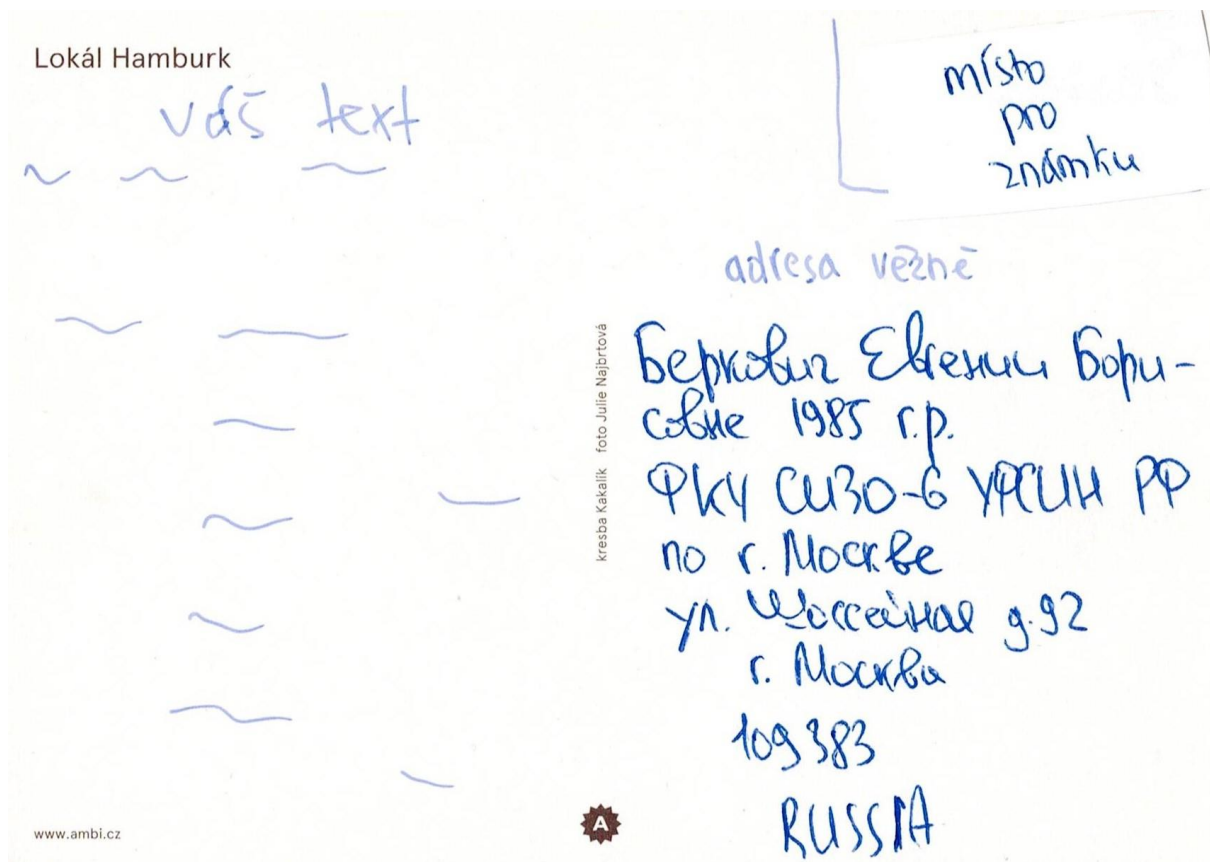 Lokál Hamburk
váš text
místo
pro
známku
adresa vězně
Беркович Евгении Бори-
совне 1985 г.р.
ФКУ СИЗО-6 УФСИН РФ
по г. Москве
ул. Шоссейная д.92
г. Москва
109383
RUSSIA
kresba Kakalík foto Julie Najbrtová
www.ambi.cz
A